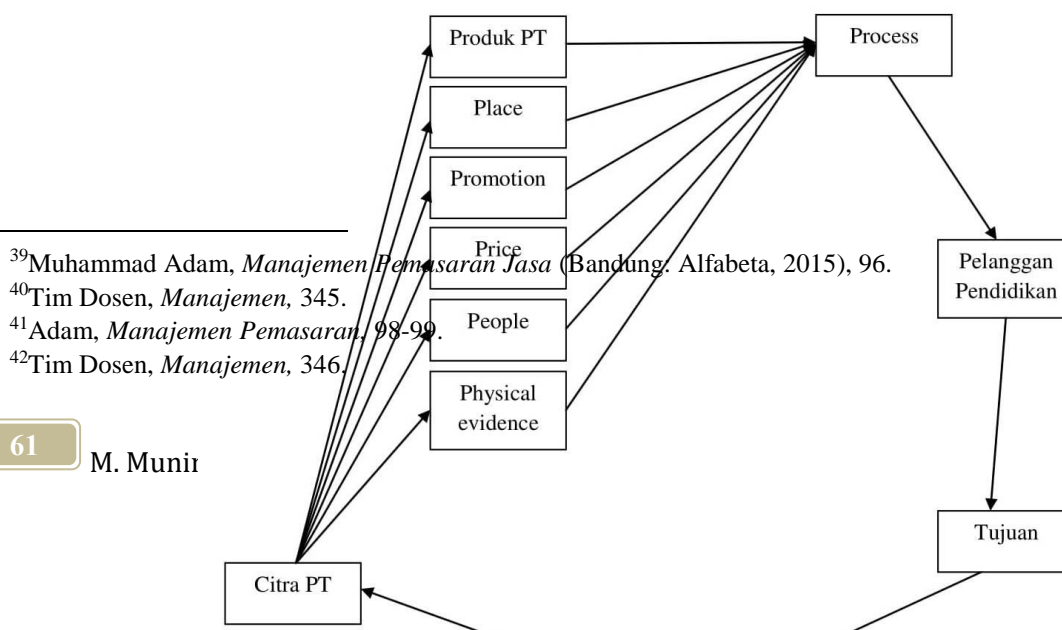 Produk PT
Process
Place
Promotion
Price
People
Physical
evidence
Pelanggan
Pendidikan
Tujuan
Citra PT
³⁹Muhammad Adam, Manajemen Pemasaran Jasa (Bandung: Alfabeta, 2015), 96.
⁴⁰Tim Dosen, Manajemen, 345.
⁴¹Adam, Manajemen Pemasaran, 98-99.
⁴²Tim Dosen, Manajemen, 346.
61
M. Munir